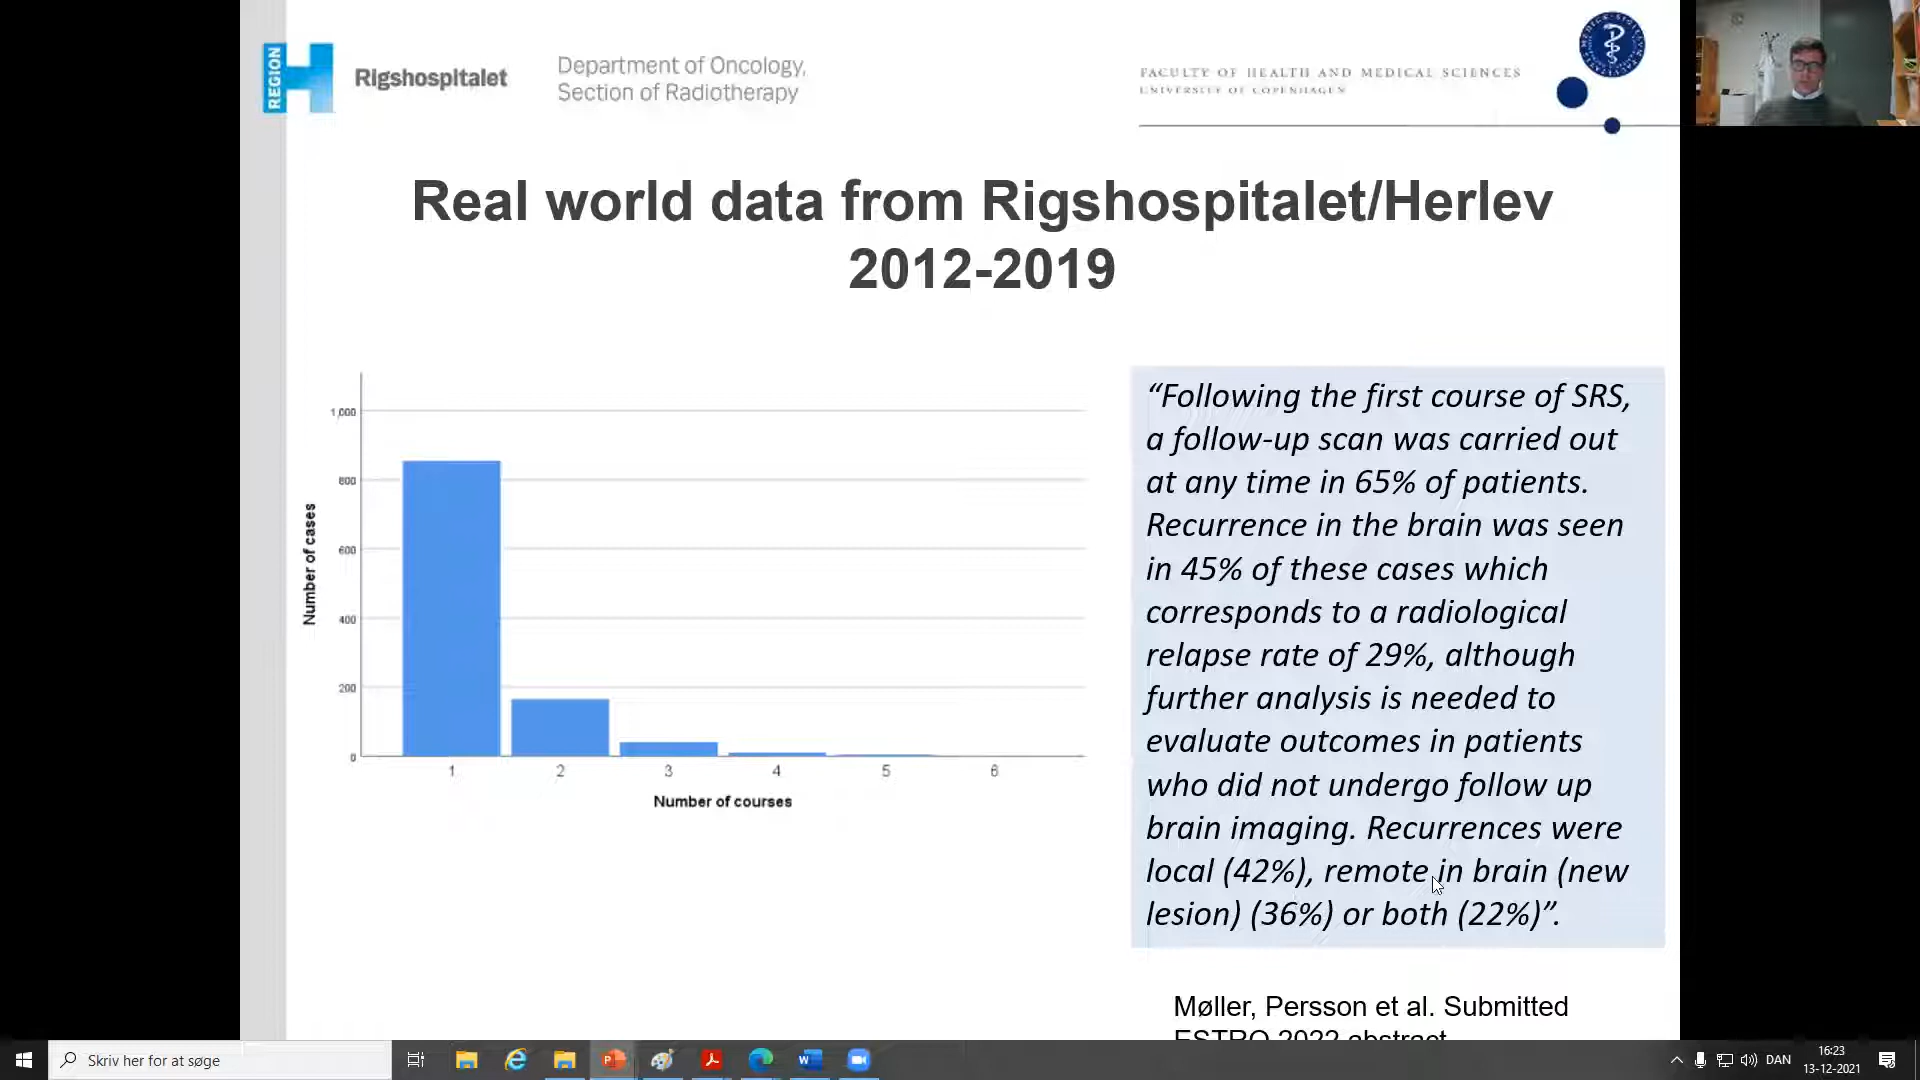 REGION
Rigshospitalet
Department of Oncology,
Section of Radiotherapy
FACULTY OF HEALTH AND MEDICAL SCIENCES
UNIVERSITY OF COPENHAGEN
Real world data from Rigshospitalet/Herlev
2012-2019
1,000
800
600
400
200
0
Number of cases
1 2 3 4 5 6
Number of courses
“Following the first course of SRS,
a follow-up scan was carried out
at any time in 65% of patients.
Recurrence in the brain was seen
in 45% of these cases which
corresponds to a radiological
relapse rate of 29%, although
further analysis is needed to
evaluate outcomes in patients
who did not undergo follow up
brain imaging. Recurrences were
local (42%), remote in brain (new
lesion) (36%) or both (22%)”.
Møller, Persson et al. Submitted
ESTRO 2022 abstract
Skriv her for at søge
DAN
16:23
13-12-2021